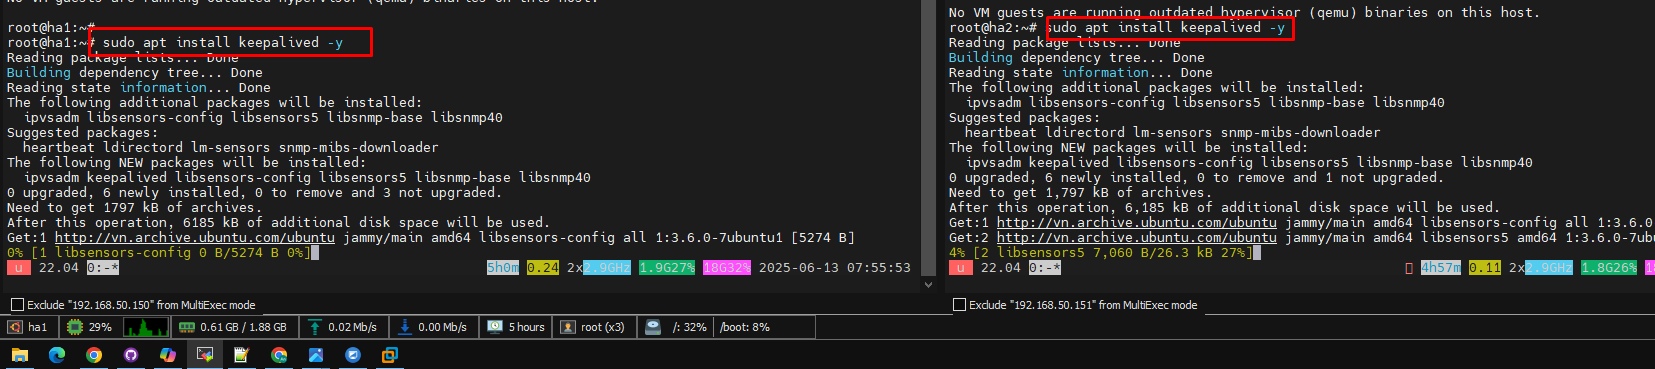 No VM guests are running outdated hypervisor (qemu) binaries on this host.
root@ha1:~#
root@ha1:~# sudo apt install keepalived -y
Reading package lists... Done
Building dependency tree... Done
Reading state information... Done
The following additional packages will be installed:
  ipvsadm libsensors-config libsensors5 libsnmp-base libsnmp40
Suggested packages:
  heartbeat ldirectord lm-sensors snmp-mibs-downloader
The following NEW packages will be installed:
  ipvsadm keepalived libsensors-config libsensors5 libsnmp-base libsnmp40
0 upgraded, 6 newly installed, 0 to remove and 3 not upgraded.
Need to get 1797 kB of archives.
After this operation, 6185 kB of additional disk space will be used.
Get:1 http://vn.archive.ubuntu.com/ubuntu jammy/main amd64 libsensors-config all 1:3.6.0-7ubuntu1 [5274 B]
0% [1 libsensors-config 0 B/5274 B 0%]
u 22.04 0:-* 5h0m 0.24 2x2.9GHz 1.9G27% 18G32% 2025-06-13 07:55:53
Exclude "192.168.50.150" from MultiExec mode
No VM guests are running outdated hypervisor (qemu) binaries on this host.
root@ha2:~# sudo apt install keepalived -y
Reading package lists... Done
Building dependency tree... Done
Reading state information... Done
The following additional packages will be installed:
  ipvsadm libsensors-config libsensors5 libsnmp-base libsnmp40
Suggested packages:
  heartbeat ldirectord lm-sensors snmp-mibs-downloader
The following NEW packages will be installed:
  ipvsadm keepalived libsensors-config libsensors5 libsnmp-base libsnmp40
0 upgraded, 6 newly installed, 0 to remove and 1 not upgraded.
Need to get 1,797 kB of archives.
After this operation, 6,185 kB of additional disk space will be used.
Get:1 http://vn.archive.ubuntu.com/ubuntu jammy/main amd64 libsensors-config all 1:3.6.0
Get:2 http://vn.archive.ubuntu.com/ubuntu jammy/main amd64 libsensors5 amd64 1:3.6.0-7ub
4% [2 libsensors5 7,060 B/26.3 kB 27%]
u 22.04 0:-* 4h57m 0.11 2x2.9GHz 1.8G26% 18
Exclude "192.168.50.151" from MultiExec mode
ha1 29% 0.61 GB / 1.88 GB 0.02 Mb/s 0.00 Mb/s 5 hours root (x3) /: 32% /boot: 8%